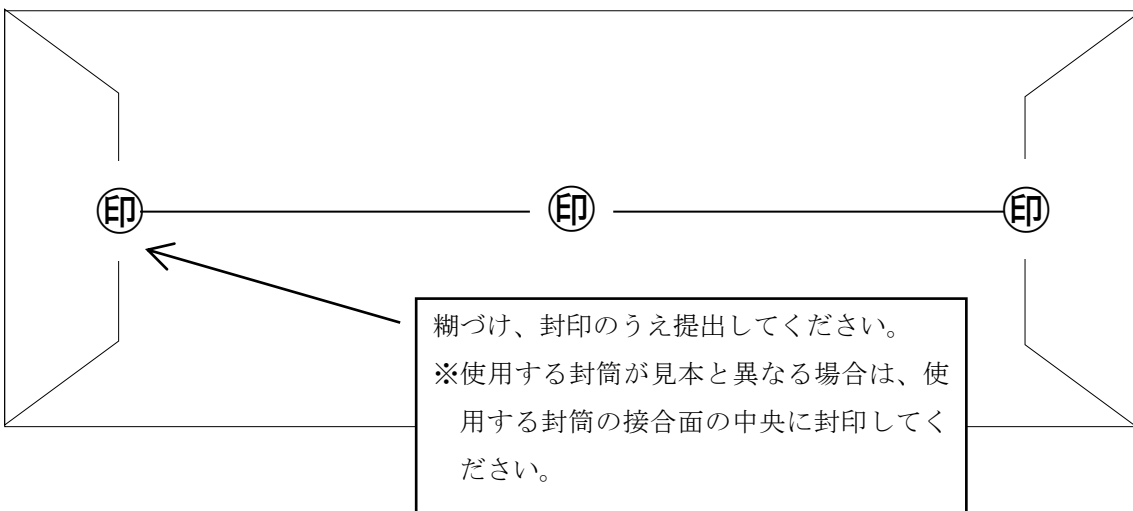 ㊞ ㊞ ㊞
糊づけ、封印のうえ提出してください。
※使用する封筒が見本と異なる場合は、使
用する封筒の接合面の中央に封印してく
ださい。